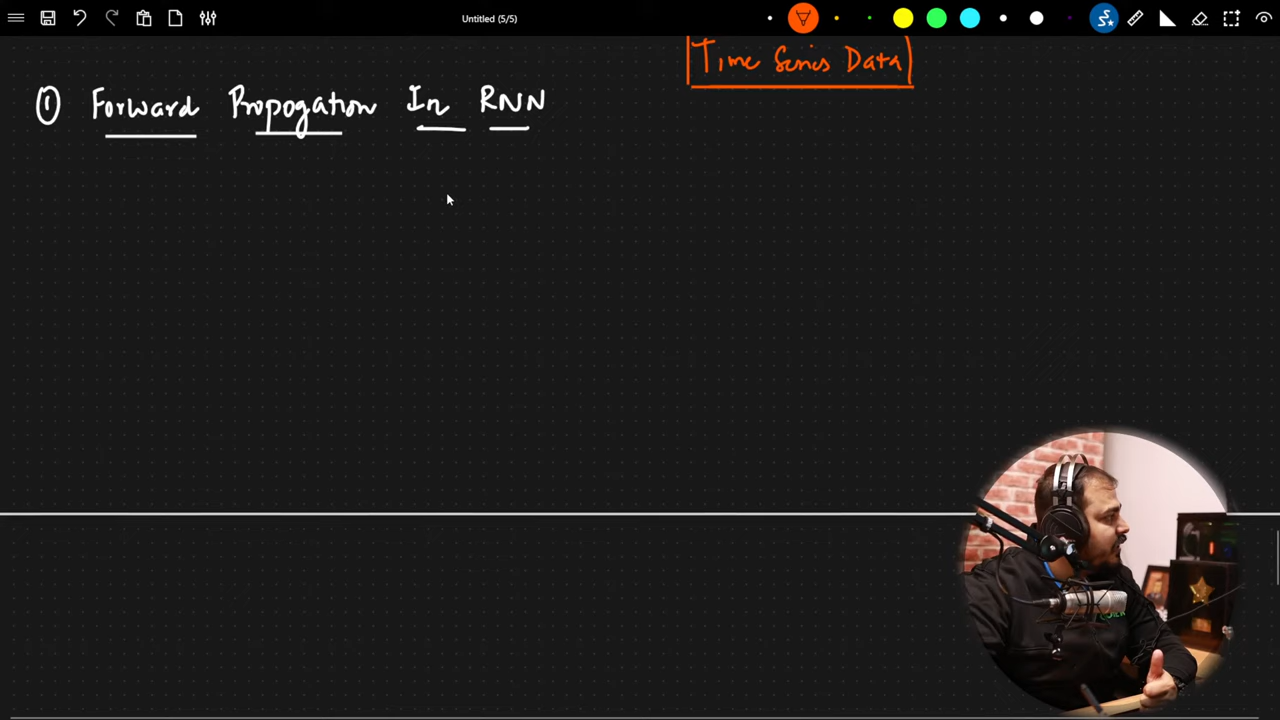 Untitled (5/5)
Time Series Data
① Forward Propogation In RNN